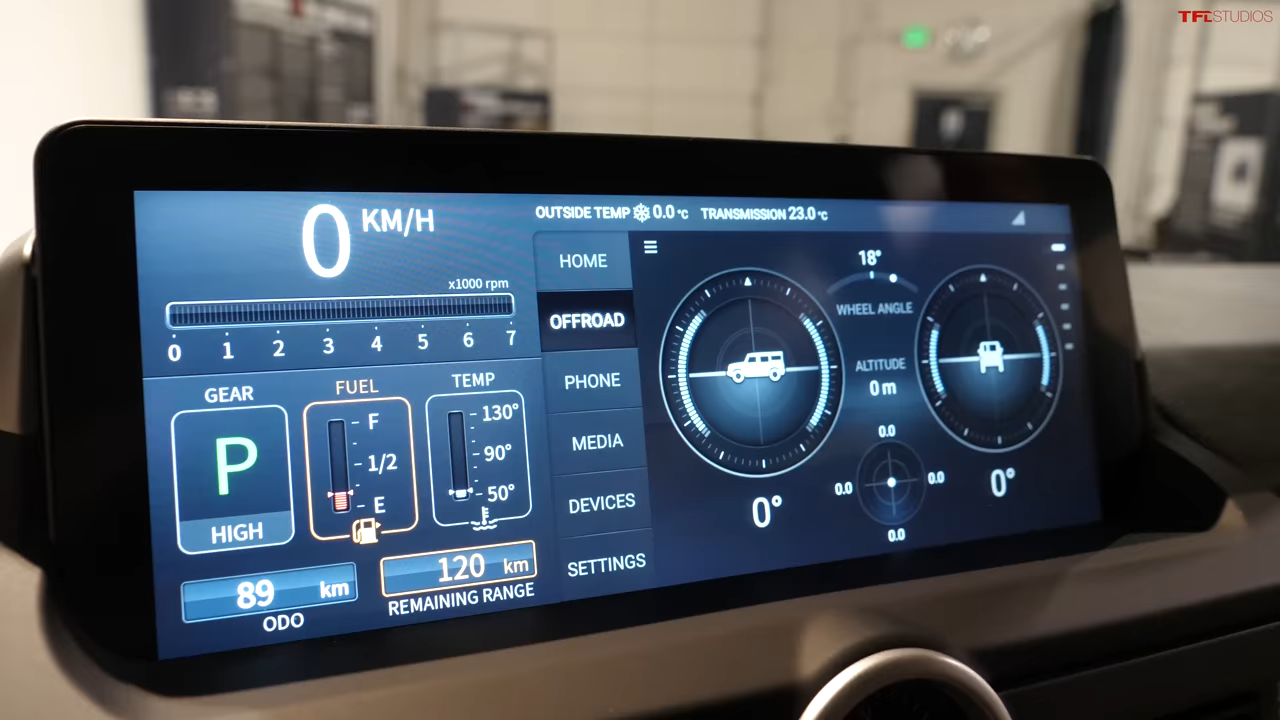 TFLSTUDIOS
0 KM/H
OUTSIDE TEMP 0.0 °C TRANSMISSION 23.0 °C
x1000 rpm
0 1 2 3 4 5 6 7
GEAR
P
HIGH
FUEL
F
1/2
E
TEMP
130°
90°
50°
89 km
ODO
120 km
REMAINING RANGE
HOME
OFFROAD
PHONE
MEDIA
DEVICES
SETTINGS
18°
WHEEL ANGLE
ALTITUDE
0 m
0.0
0.0 0.0
0.0
0°
0°